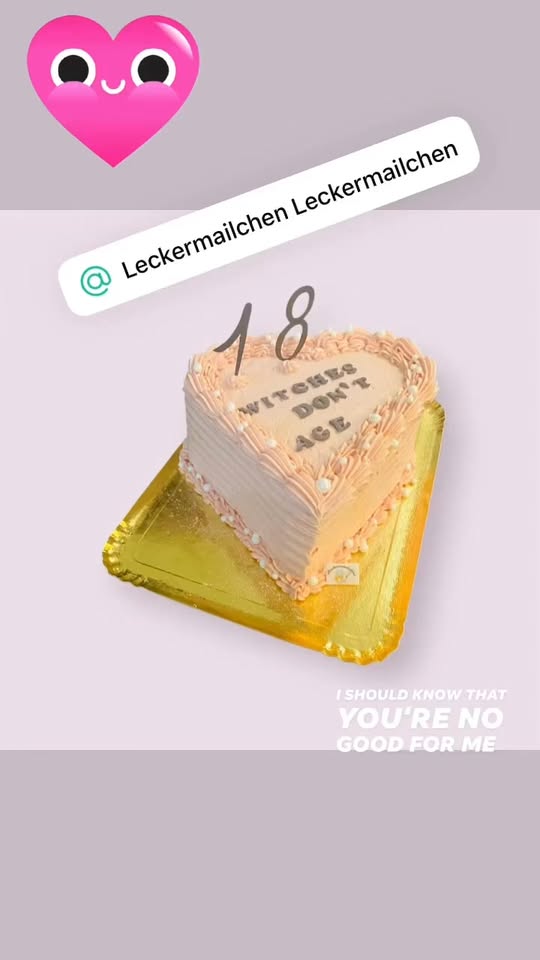 @ Leckermailchen Leckermailchen
18
WITCHES
DON'T
AGE
I SHOULD KNOW THAT
YOU'RE NO
GOOD FOR ME